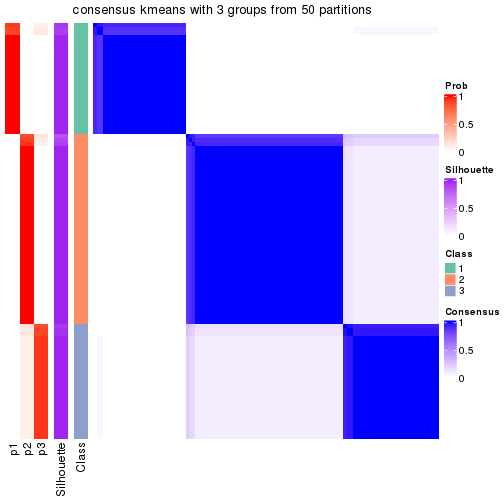 consensus kmeans with 3 groups from 50 partitions
Prob
1
0.5
0
Silhouette
1
0.5
0
Class
1
2
3
Consensus
1
0.5
0
p1
p2
p3
Silhouette
Class